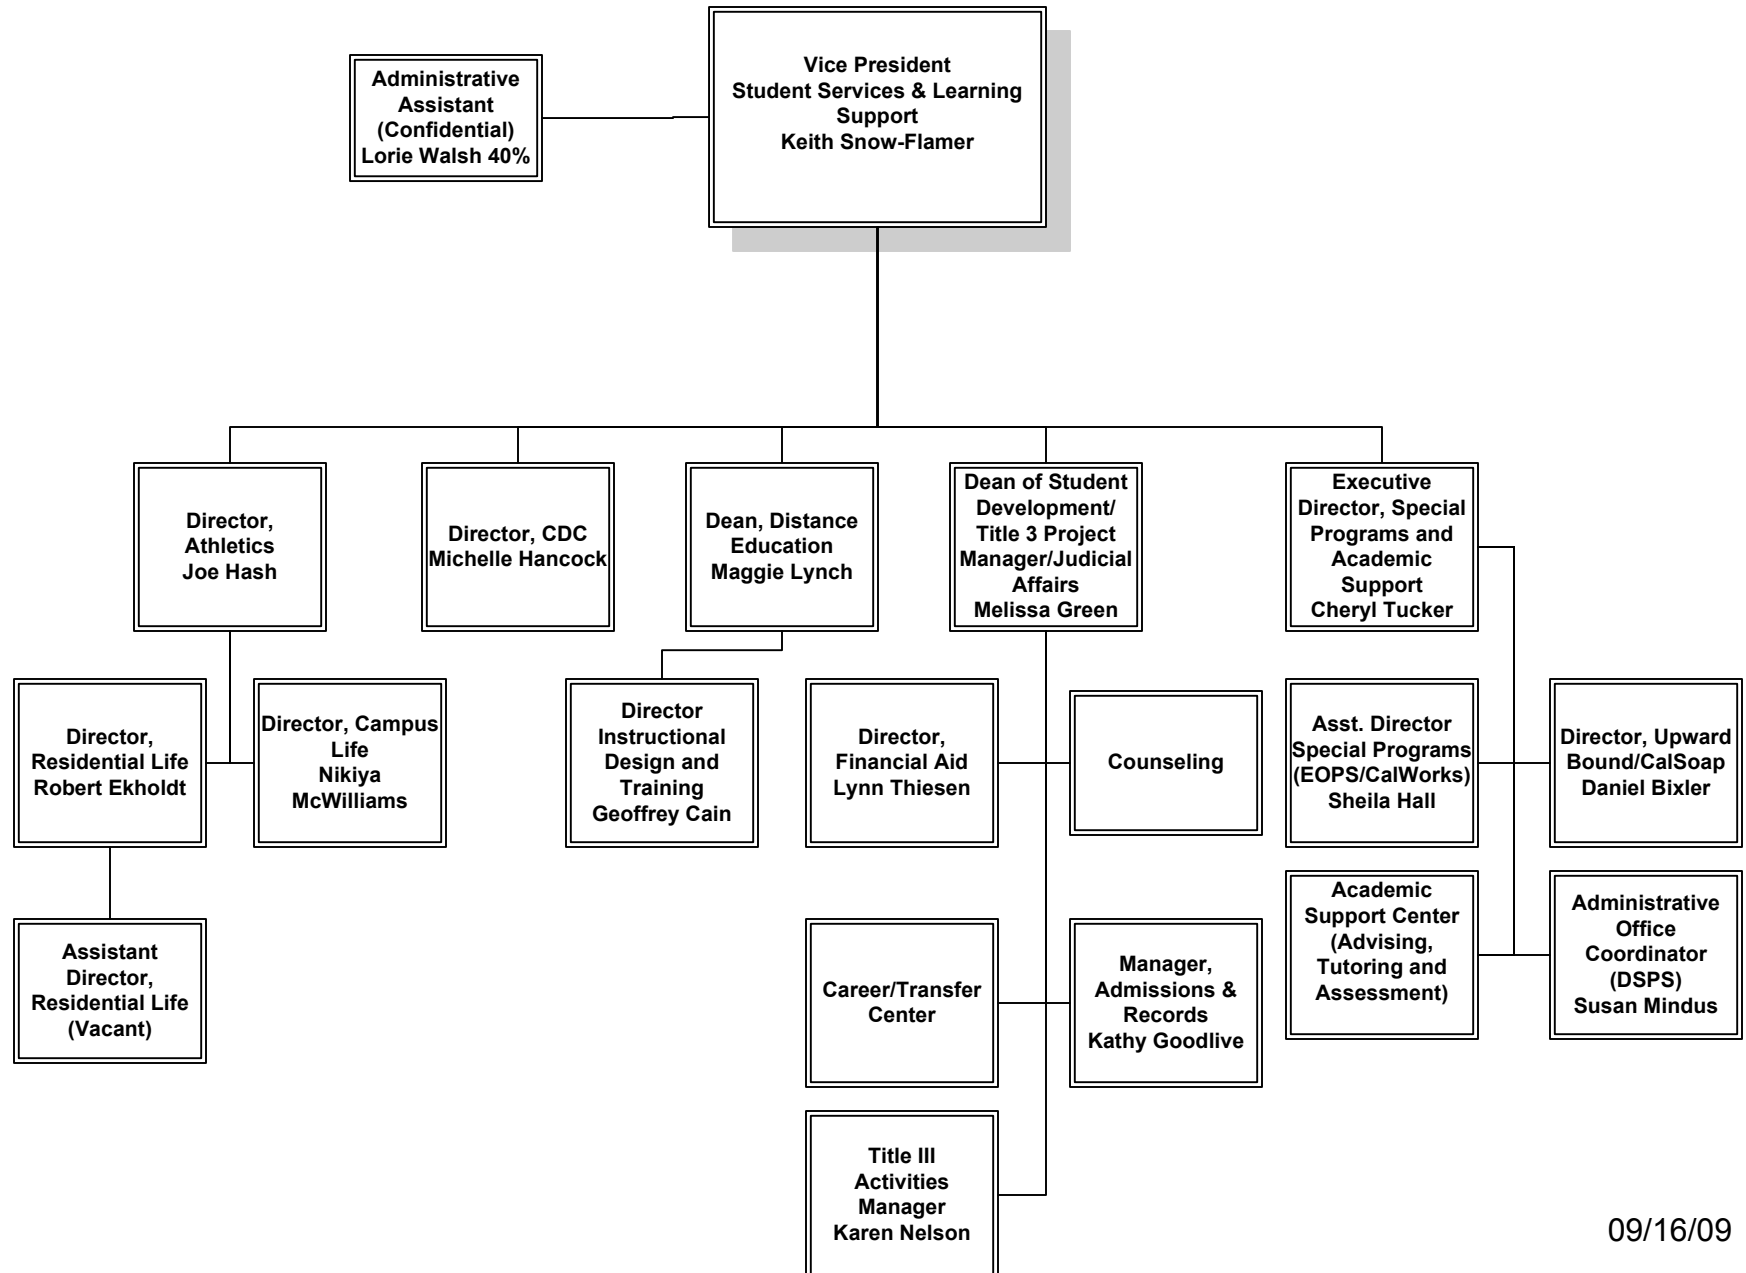 Administrative
Assistant
(Confidential)
Lorie Walsh 40%
Vice President
Student Services & Learning
Support
Keith Snow-Flamer
Director,
Athletics
Joe Hash
Director, CDC
Michelle Hancock
Dean, Distance
Education
Maggie Lynch
Dean of Student
Development/
Title 3 Project
Manager/Judicial
Affairs
Melissa Green
Executive
Director, Special
Programs and
Academic
Support
Cheryl Tucker
Director,
Residential Life
Robert Ekholdt
Director, Campus
Life
Nikiya
McWilliams
Director
Instructional
Design and
Training
Geoffrey Cain
Director,
Financial Aid
Lynn Thiesen
Counseling
Asst. Director
Special Programs
(EOPS/CalWorks)
Sheila Hall
Director, Upward
Bound/CalSoap
Daniel Bixler
Assistant
Director,
Residential Life
(Vacant)
Career/Transfer
Center
Manager,
Admissions &
Records
Kathy Goodlive
Academic
Support Center
(Advising,
Tutoring and
Assessment)
Administrative
Office
Coordinator
(DSPS)
Susan Mindus
Title III
Activities
Manager
Karen Nelson
09/16/09